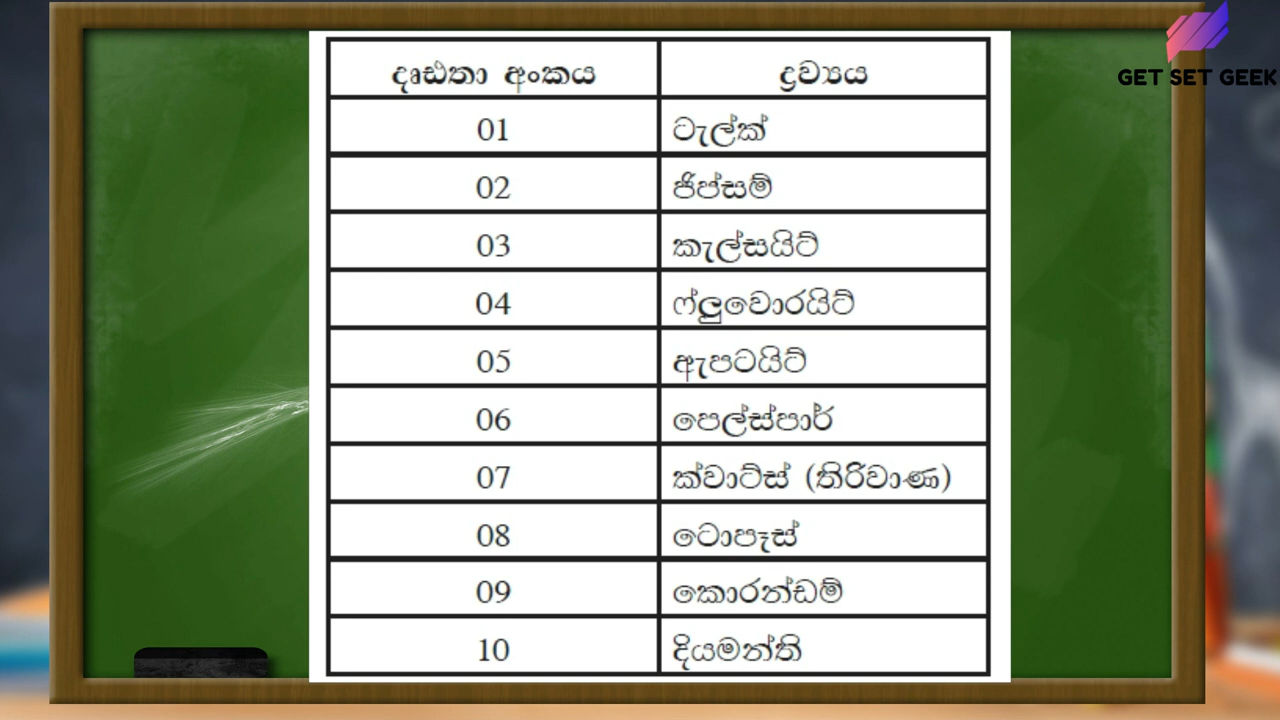 GET SET GEEK
දෘඪතා අංකය ද්‍රව්‍යය
01 ටැල්ක්
02 ජිප්සම්
03 කැල්සයිට්
04 ෆ්ලුවොරයිට්
05 ඇපටයිට්
06 පෙල්ස්පාර්
07 ක්වාට්ස් (තිරිවාණ)
08 ටොපෑස්
09 කොරන්ඩම්
10 දියමන්ති